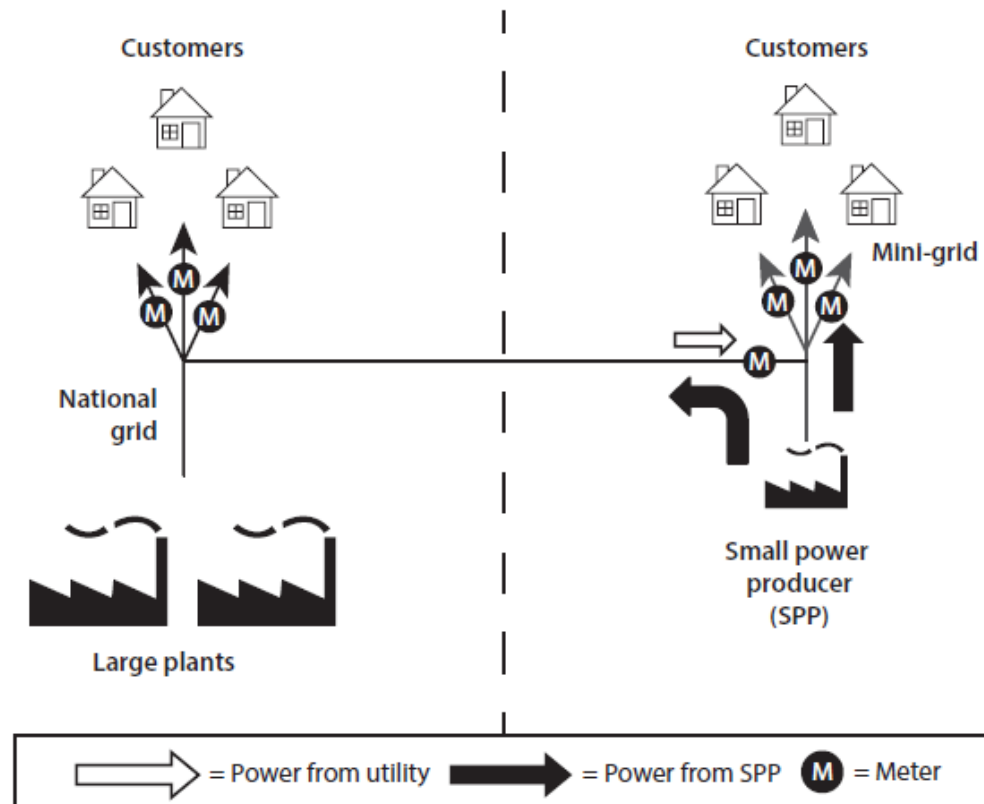 Customers
M
M
M
National
grid
Large plants
Customers
Mini-grid
M
M
M
M
Small power
producer
(SPP)
= Power from utility
= Power from SPP
M = Meter